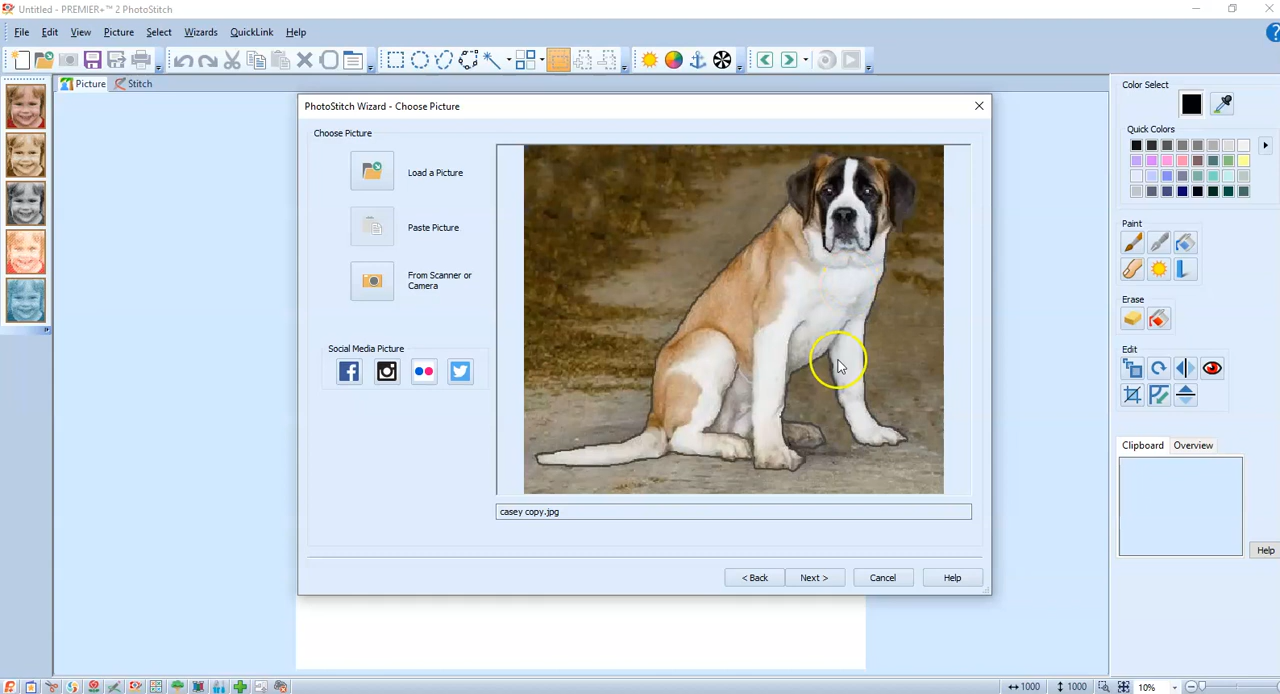 Untitled - PREMIER+™ 2 PhotoStitch
File Edit View Picture Select Wizards QuickLink Help
Picture Stitch
PhotoStitch Wizard - Choose Picture
Choose Picture
Load a Picture
Paste Picture
From Scanner or
Camera
Social Media Picture
casey copy.jpg
< Back Next > Cancel Help
Color Select
Quick Colors
Paint
Erase
Edit
Clipboard Overview
Help
1000 1000 10%